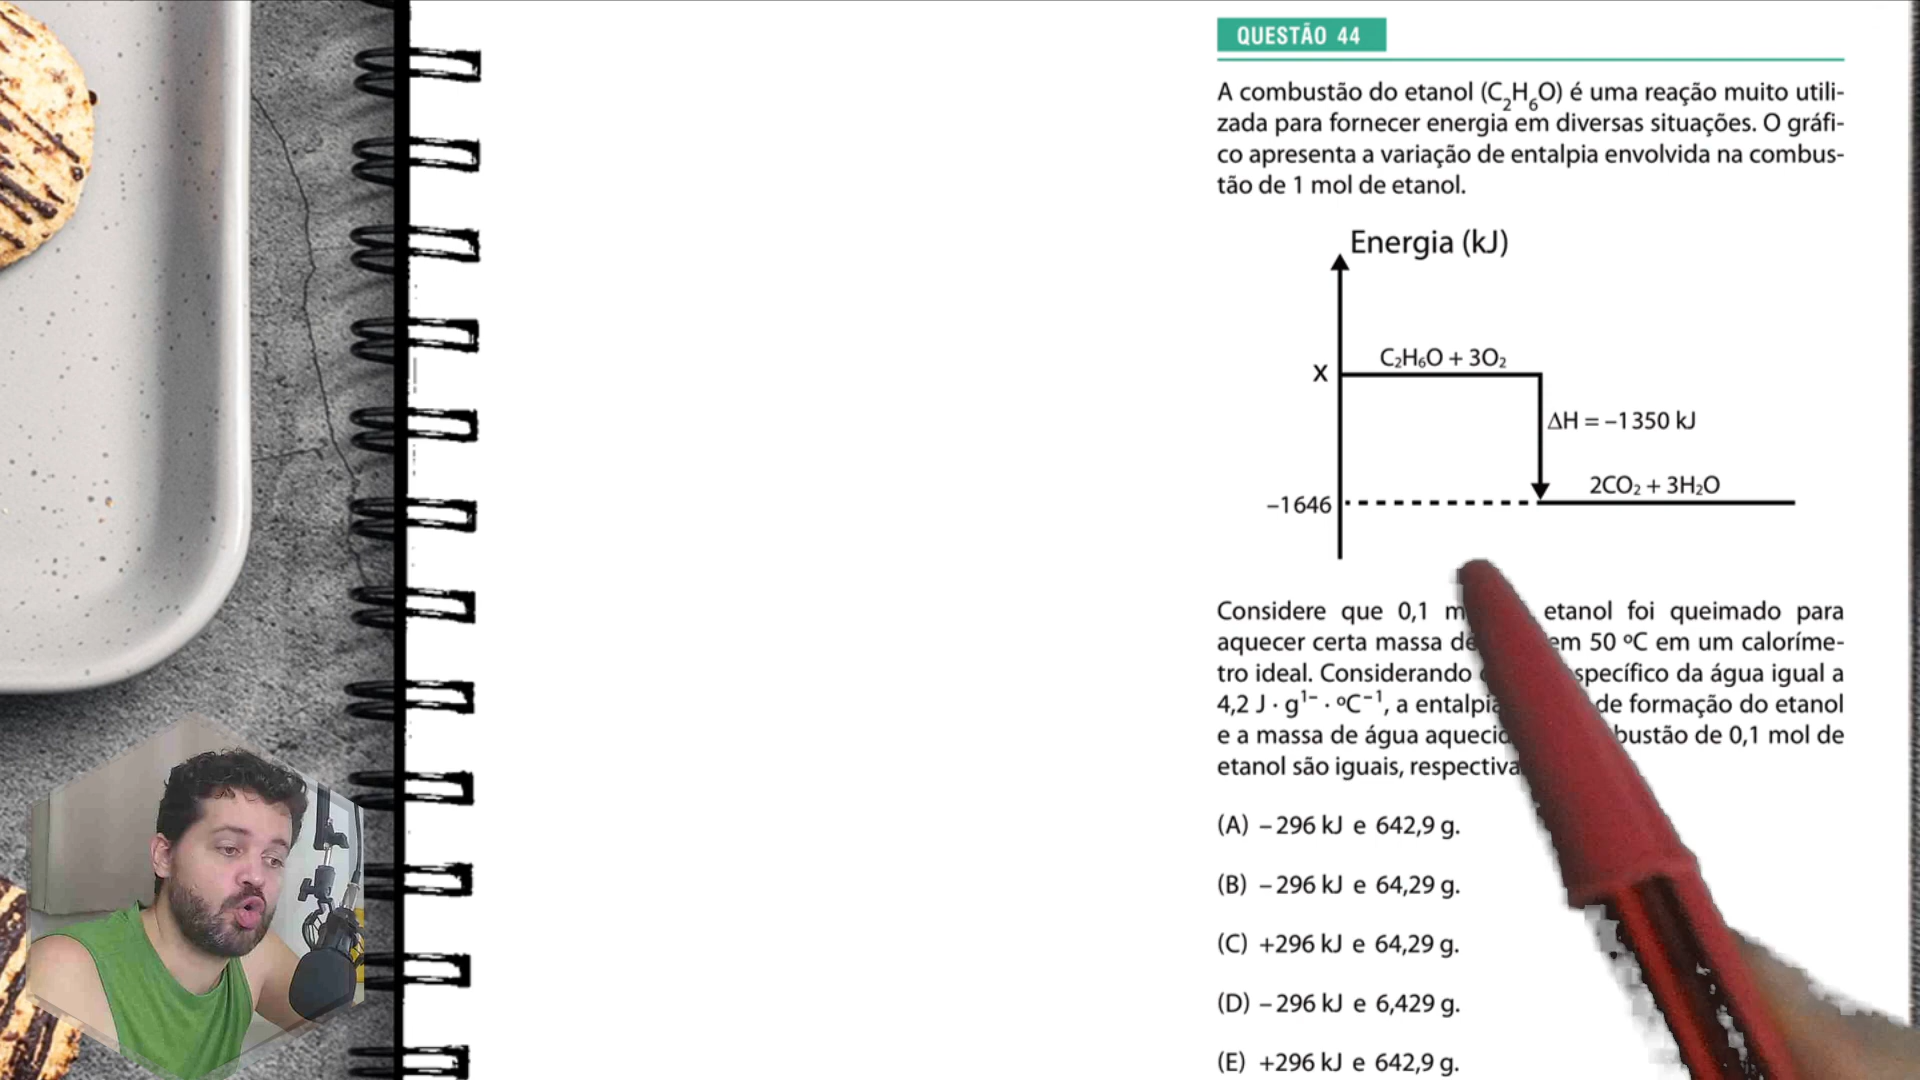 QUESTÃO 44
A combustão do etanol (C₂H₆O) é uma reação muito utili-
zada para fornecer energia em diversas situações. O gráfi-
co apresenta a variação de entalpia envolvida na combus-
tão de 1 mol de etanol.
Energia (kJ)
C₂H₆O + 3O₂
X
ΔH = –1350 kJ
2CO₂ + 3H₂O
–1646
Considere que 0,1 etanol foi queimado para
aquecer certa massa de em 50 ºC em um caloríme-
tro ideal. Considerando específico da água igual a
4,2 J · g¹⁻ · ºC⁻¹, a entalpia de formação do etanol
e a massa de água de 0,1 mol de
etanol são iguais,
(A) – 296 kJ e 642,9 g.
(B) – 296 kJ e 64,29 g.
(C) +296 kJ e 64,29 g.
(D) – 296 kJ e 6,429 g.
(E) +296 kJ e 642,9 g.